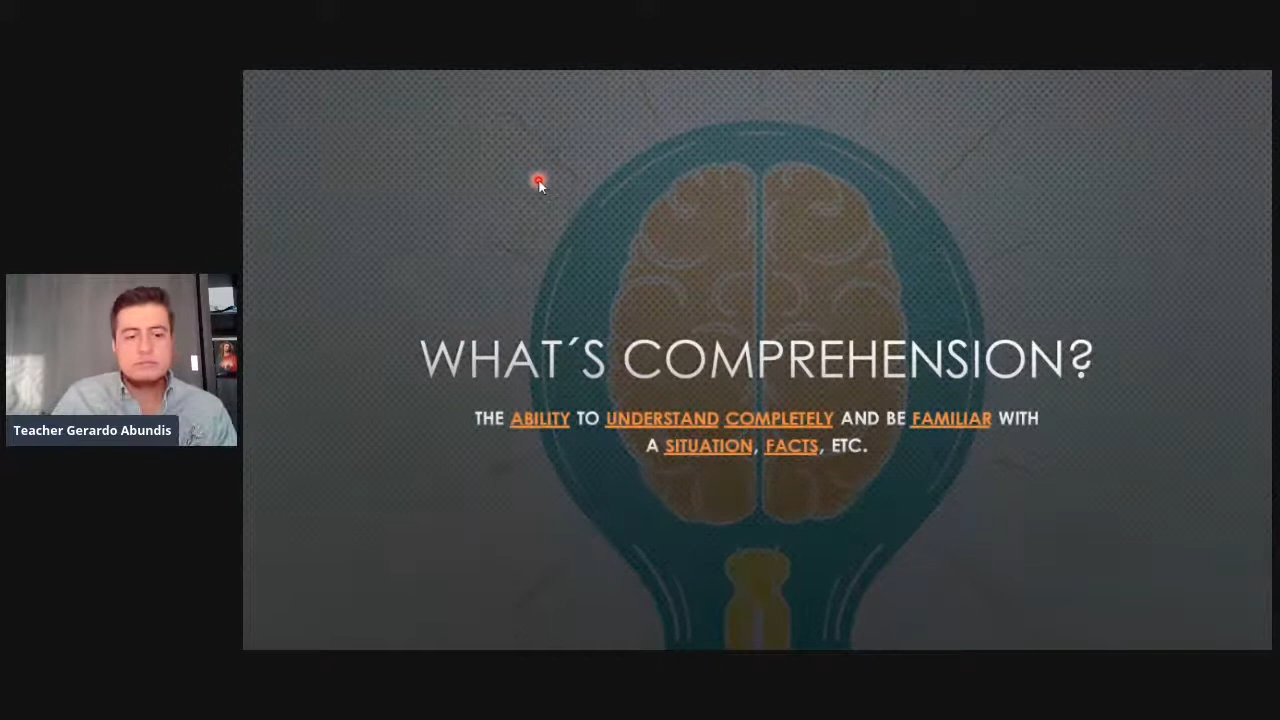 Teacher Gerardo Abundis
WHAT´S COMPREHENSION?
THE ABILITY TO UNDERSTAND COMPLETELY AND BE FAMILIAR WITH
A SITUATION, FACTS, ETC.